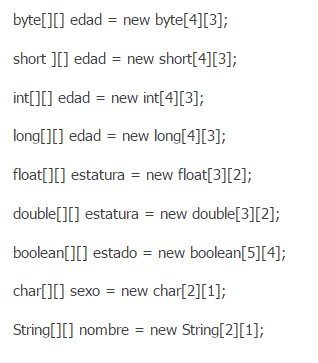 byte[][] edad = new byte[4][3];
short ][] edad = new short[4][3];
int[][] edad = new int[4][3];
long[][] edad = new long[4][3];
float[][] estatura = new float[3][2];
double[][] estatura = new double[3][2];
boolean[][] estado = new boolean[5][4];
char[][] sexo = new char[2][1];
String[][] nombre = new String[2][1];